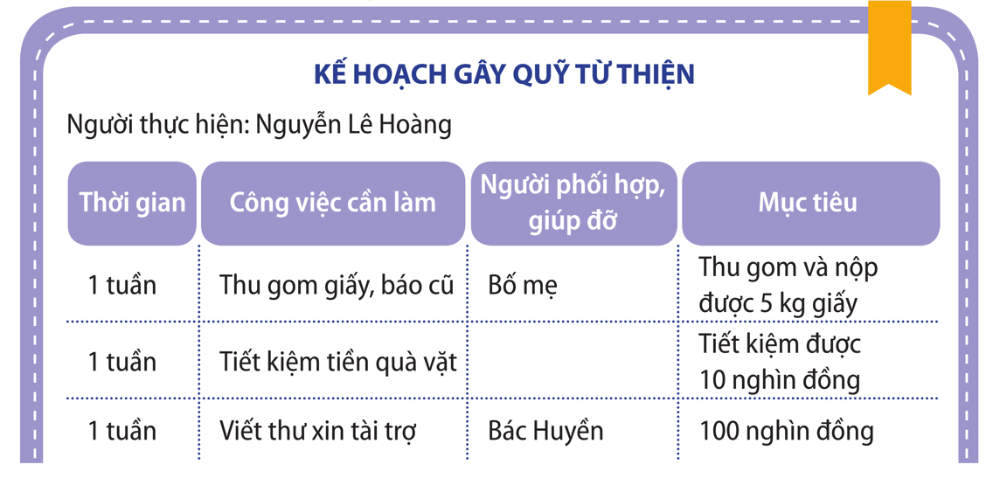 KẾ HOẠCH GÂY QUỸ TỪ THIỆN
Người thực hiện: Nguyễn Lê Hoàng
Thời gian
Công việc cần làm
Người phối hợp,
giúp đỡ
Mục tiêu
1 tuần
Thu gom giấy, báo cũ
Bố mẹ
Thu gom và nộp
được 5 kg giấy
1 tuần
Tiết kiệm tiền quà vặt
Tiết kiệm được
10 nghìn đồng
1 tuần
Viết thư xin tài trợ
Bác Huyền
100 nghìn đồng